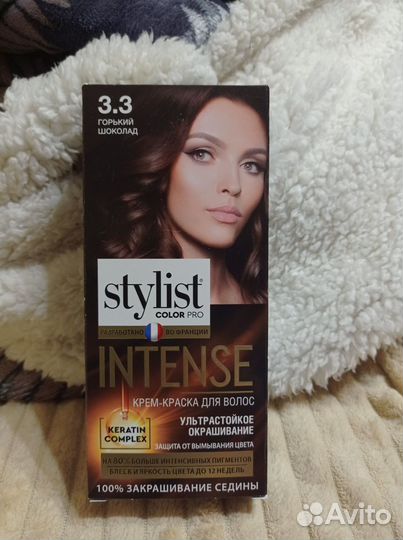 3.3
ГОРЬКИЙ
ШОКОЛАД
stylist
COLOR PRO
РАЗРАБОТАНО ВО ФРАНЦИИ
INTENSE
КРЕМ-КРАСКА ДЛЯ ВОЛОС
УЛЬТРАСТОЙКОЕ
ОКРАШИВАНИЕ
ЗАЩИТА ОТ ВЫМЫВАНИЯ ЦВЕТА
KERATIN
COMPLEX
НА 80% БОЛЬШЕ ИНТЕНСИВНЫХ ПИГМЕНТОВ
БЛЕСК И ЯРКОСТЬ ЦВЕТА ДО 12 НЕДЕЛЬ
100% ЗАКРАШИВАНИЕ СЕДИНЫ
Avito